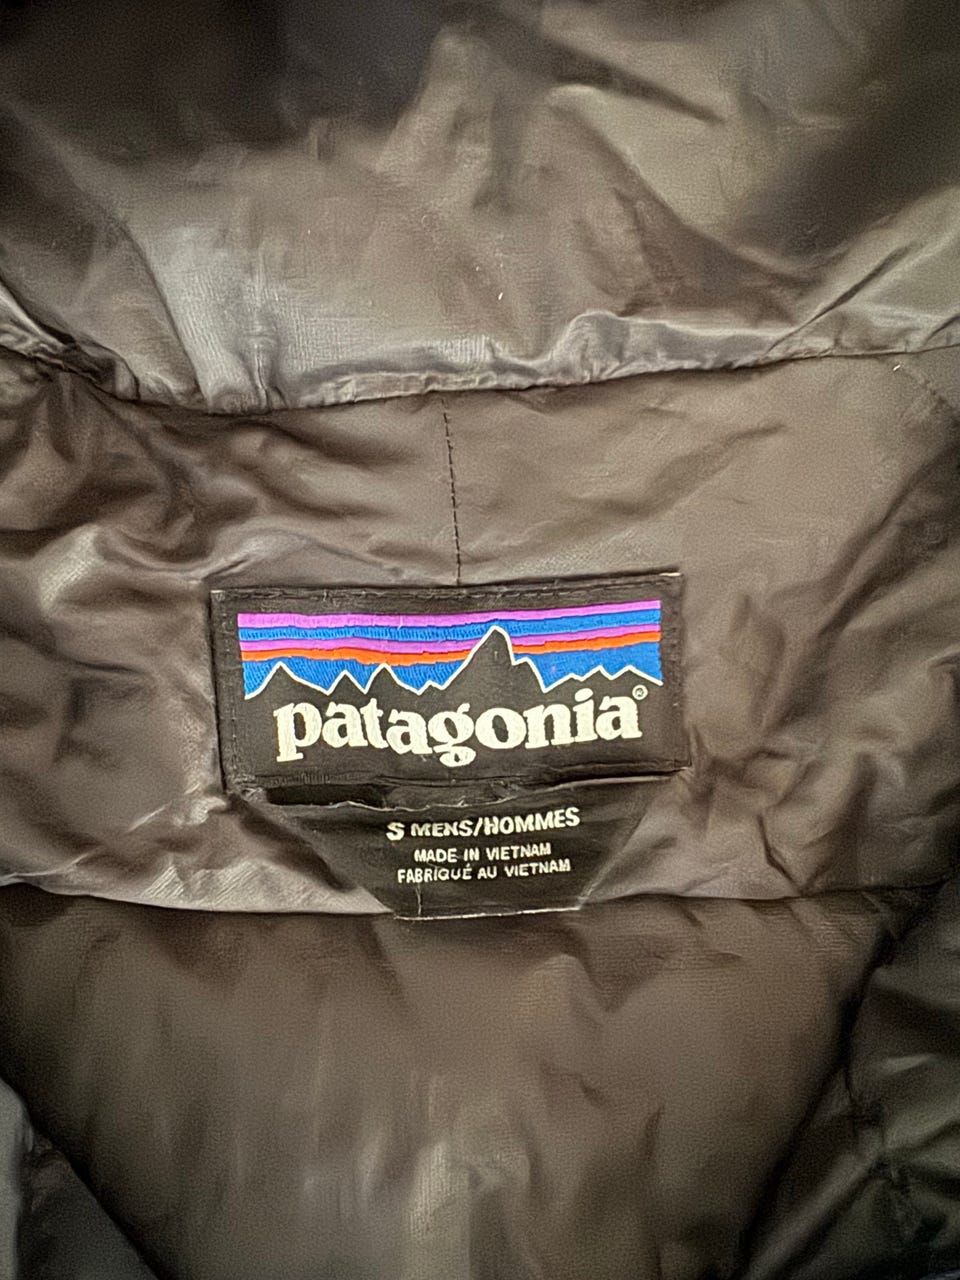 patagonia®
S MENS/HOMMES
MADE IN VIETNAM
FABRIQUÉ AU VIETNAM